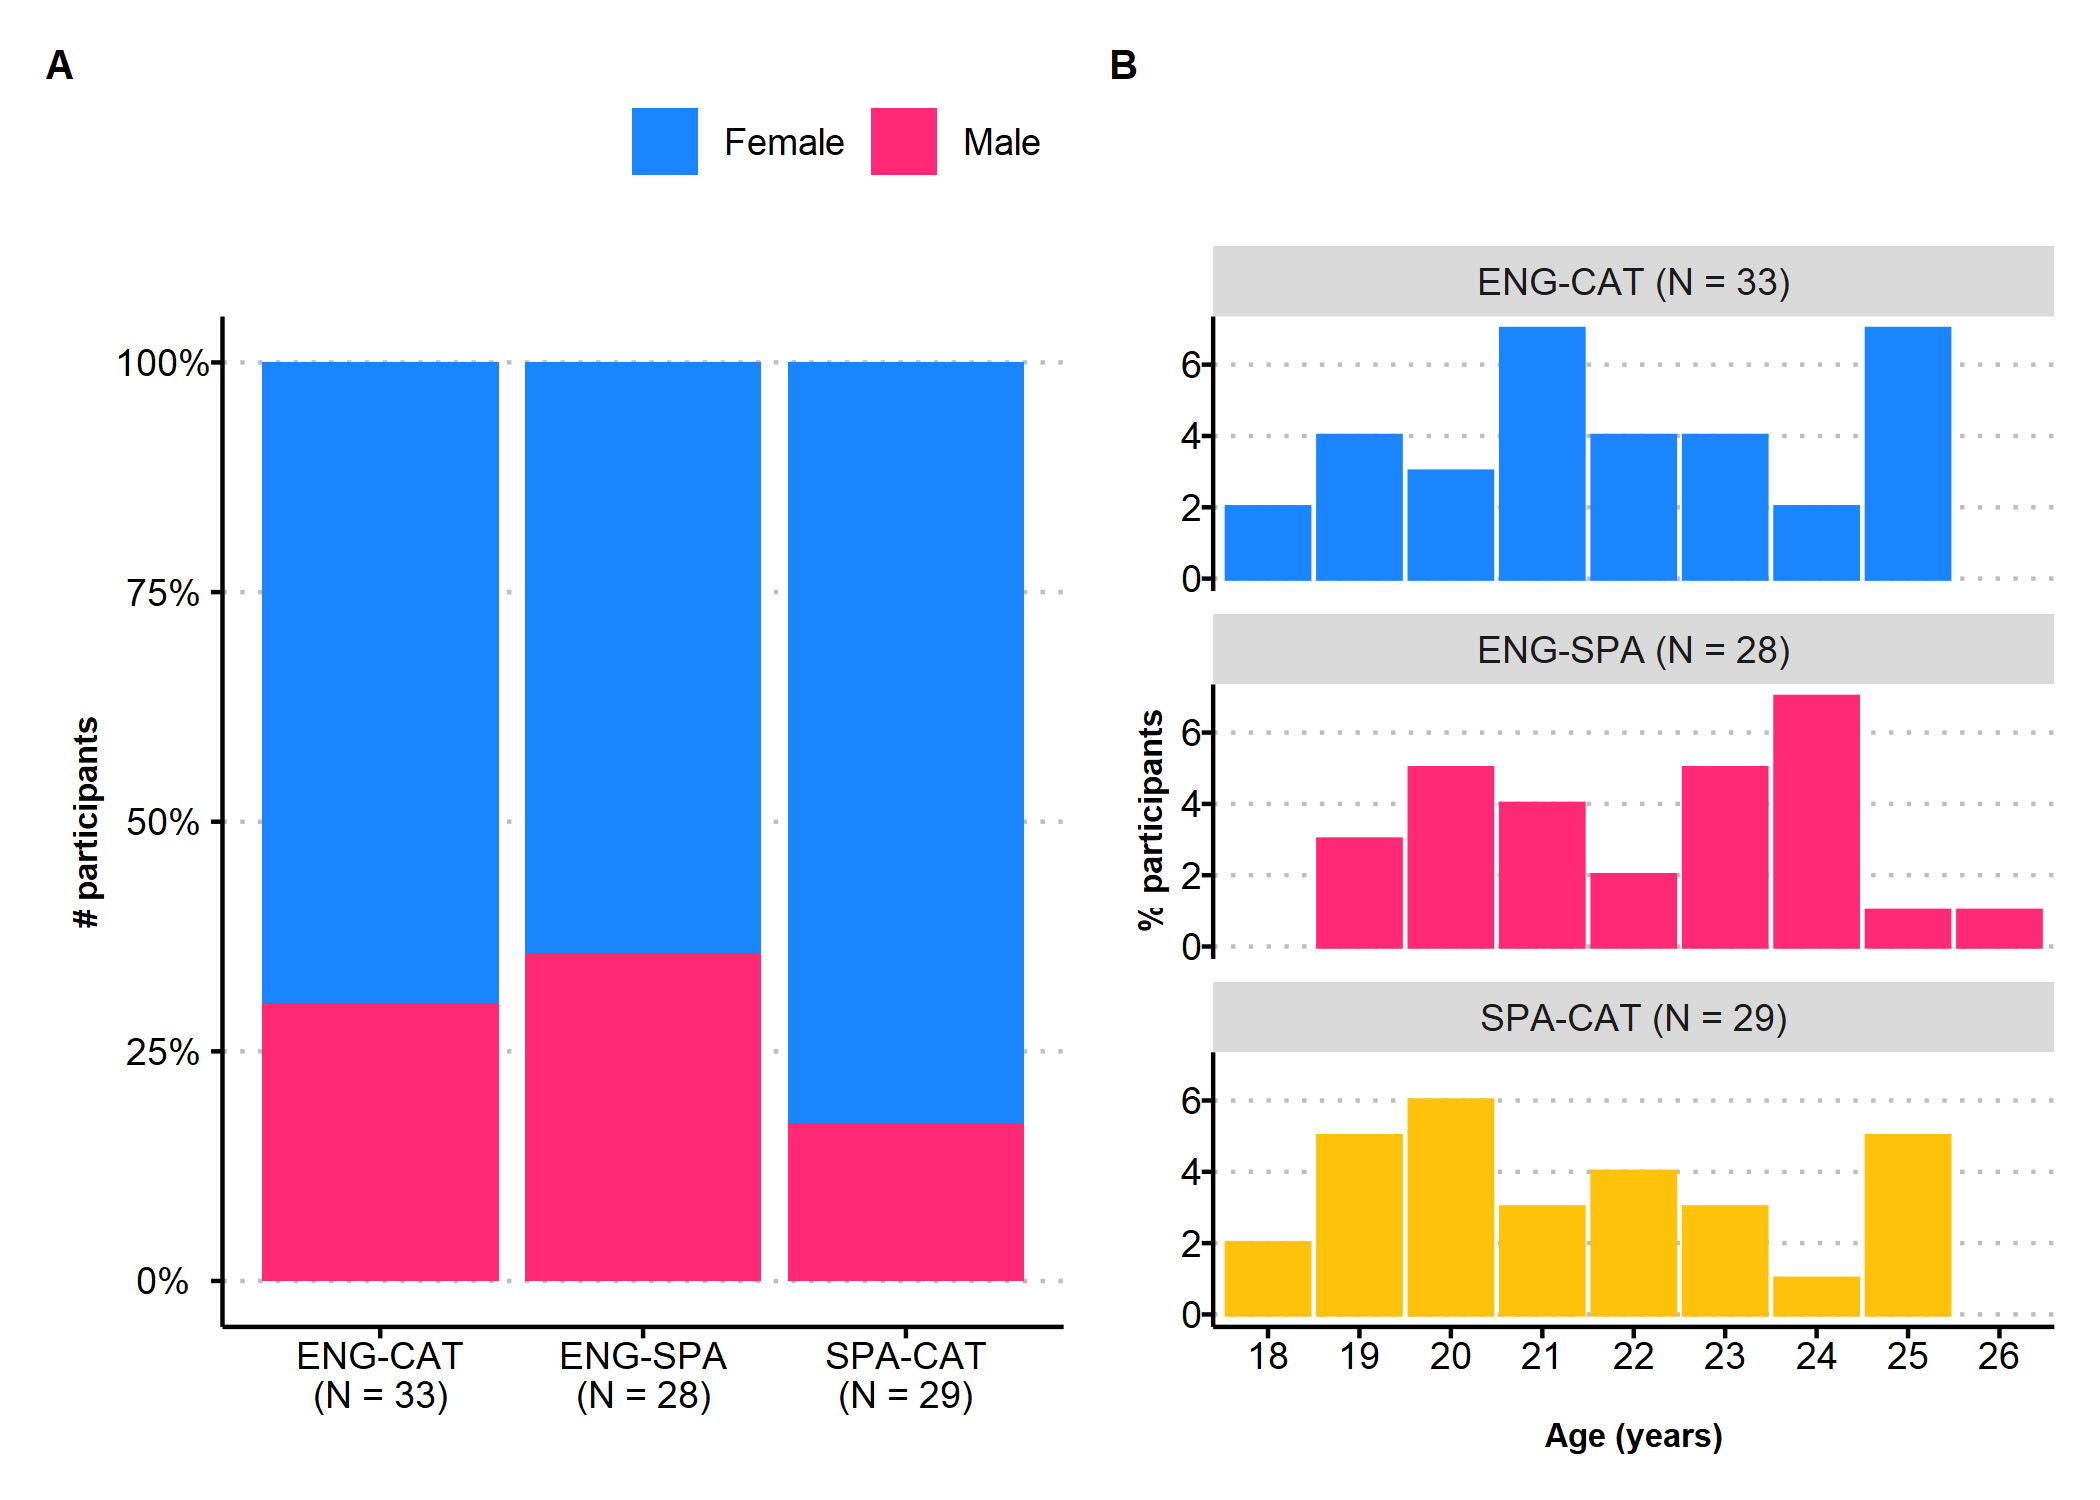 A
Female
Male
100%
75%
50%
25%
0%
# participants
ENG-CAT
(N = 33)
ENG-SPA
(N = 28)
SPA-CAT
(N = 29)
B
ENG-CAT (N = 33)
6
4
2
0
ENG-SPA (N = 28)
6
4
2
0
SPA-CAT (N = 29)
6
4
2
0
% participants
18 19 20 21 22 23 24 25 26
Age (years)